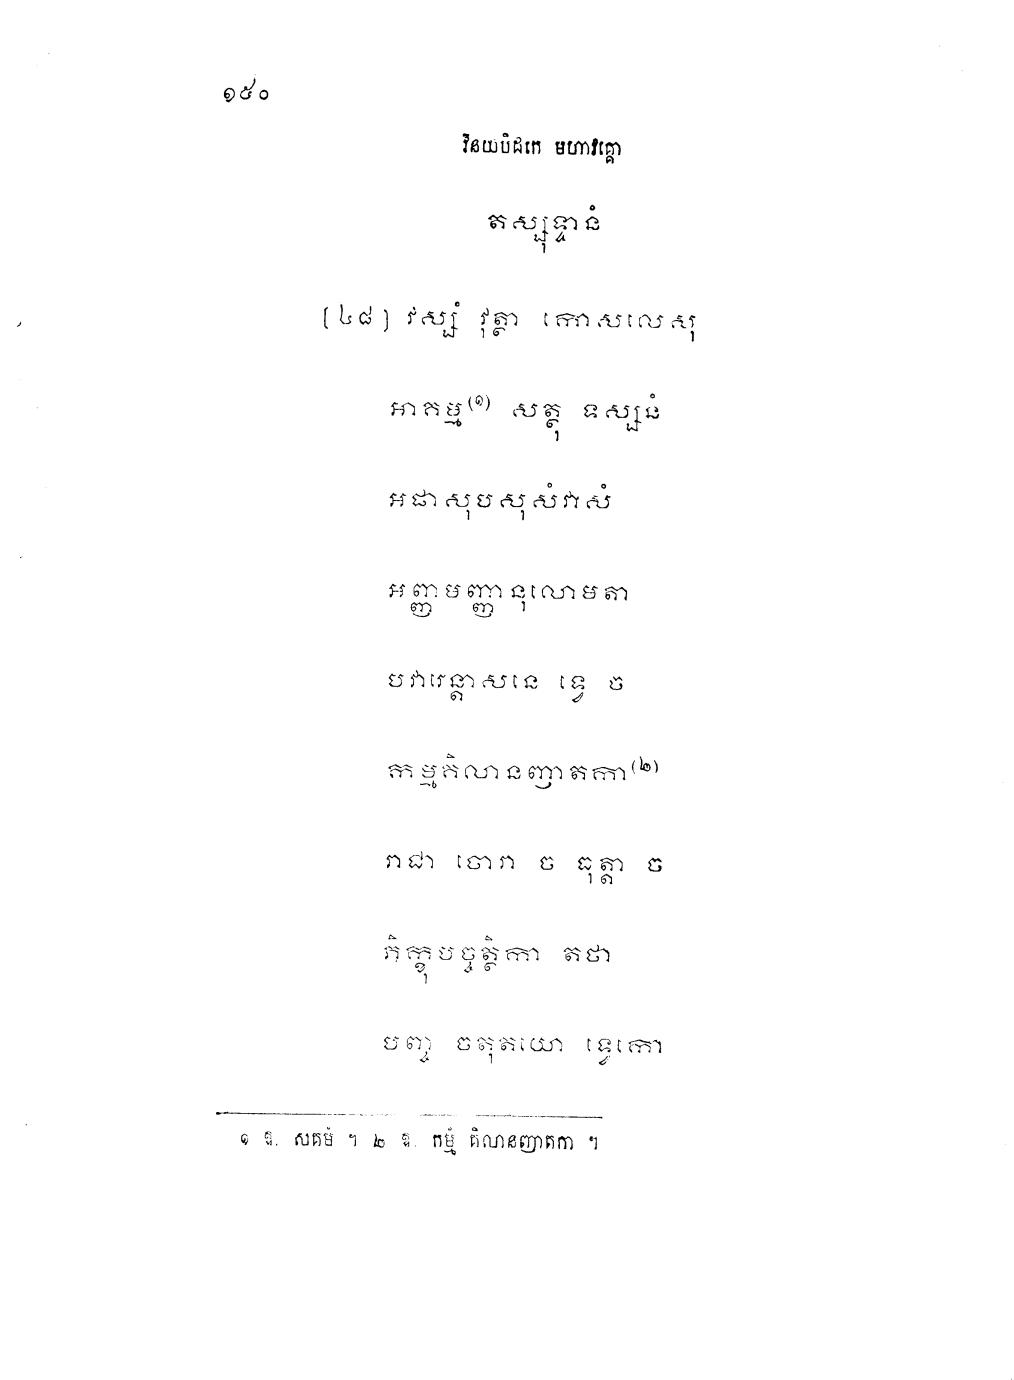 ១៥០
វិនយបិដកេ មហាវគ្គោ
តស្សុទ្ទានំ
[៤៨] វស្សំ វុត្ថា កោសលេសុ
អាគម្ម(១) សត្ថុ ទស្សនំ
អផាសុបសុសំវាសំ
អញ្ញមញ្ញានុលោមតា
បវារេន្តាសនេ ទ្វេ ច
កម្មគិលានញាតកា(២)
រាជា ចោរា ច ធុត្តា ច
ភិក្ខុបច្ចត្ថិកា តថា
បញ្ច ចតុតយោ ទ្វេកោ
១ ឱ. សគមំ ។ ២ ឱ. កម្មំ គិលានញាតកា ។